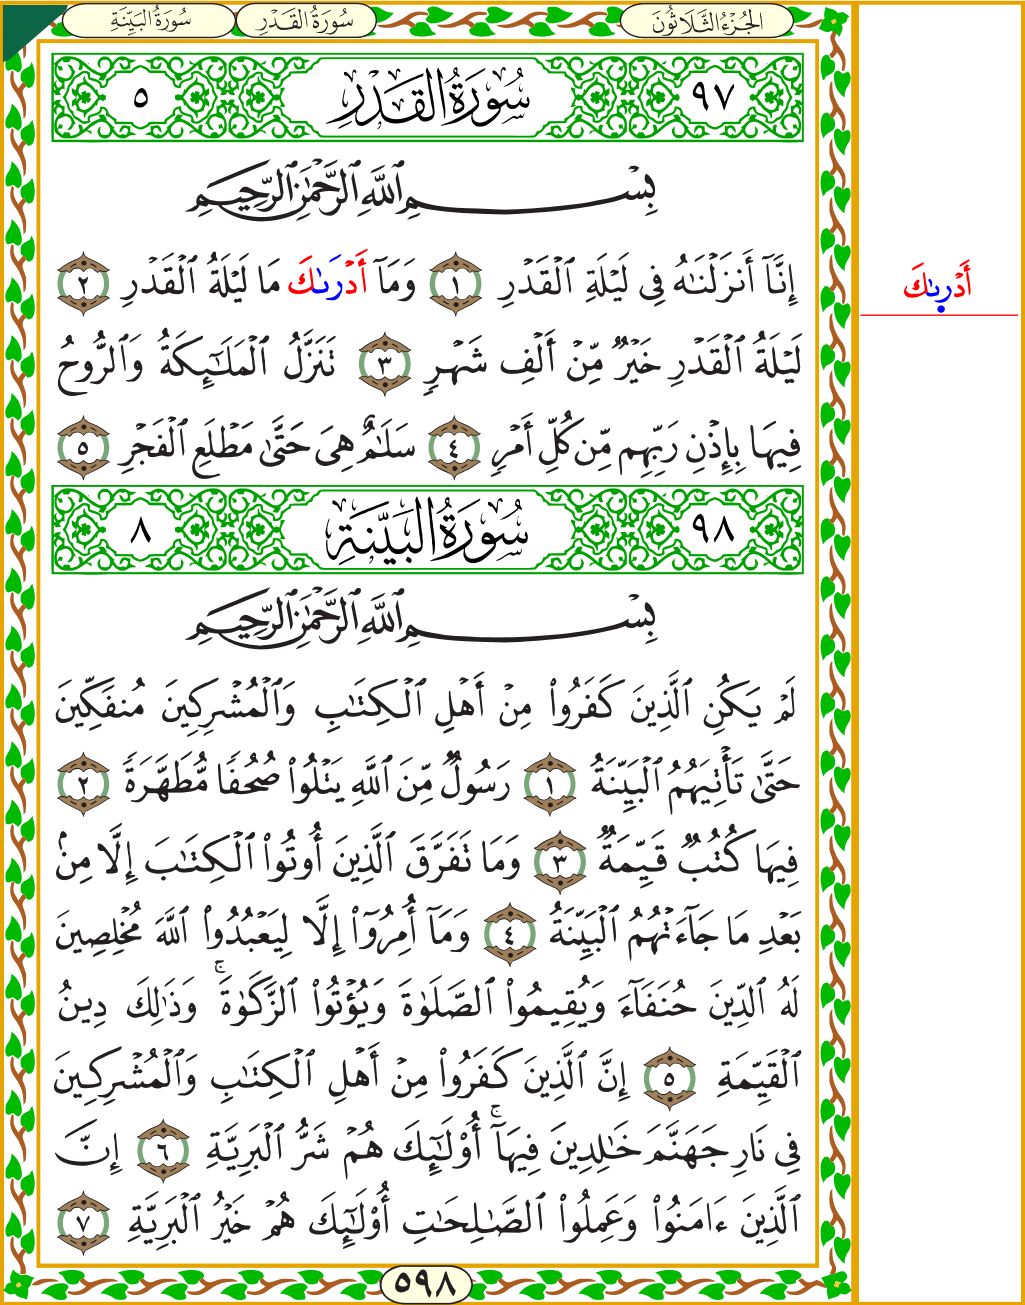 الجُزْءُ الثَّلَاثُونَ سُورَةُ القَدْرِ سُورَةُ البَيِّنَةِ
٩٧ سُورَةُ القَدْرِ ٥
بِسْمِ ٱللَّهِ ٱلرَّحْمَٰنِ ٱلرَّحِيمِ
إِنَّآ أَنزَلْنَٰهُ فِى لَيْلَةِ ٱلْقَدْرِ ١ وَمَآ أَدْرَىٰكَ مَا لَيْلَةُ ٱلْقَدْرِ ٢
أَدْرىٰكَ
لَيْلَةُ ٱلْقَدْرِ خَيْرٌ مِّنْ أَلْفِ شَهْرٍ ٣ تَنَزَّلُ ٱلْمَلَٰٓئِكَةُ وَٱلرُّوحُ
فِيهَا بِإِذْنِ رَبِّهِم مِّن كُلِّ أَمْرٍ ٤ سَلَٰمٌ هِىَ حَتَّىٰ مَطْلَعِ ٱلْفَجْرِ ٥
٩٨ سُورَةُ البَيِّنَةِ ٨
بِسْمِ ٱللَّهِ ٱلرَّحْمَٰنِ ٱلرَّحِيمِ
لَمْ يَكُنِ ٱلَّذِينَ كَفَرُوا۟ مِنْ أَهْلِ ٱلْكِتَٰبِ وَٱلْمُشْرِكِينَ مُنفَكِّينَ
حَتَّىٰ تَأْتِيَهُمُ ٱلْبَيِّنَةُ ١ رَسُولٌ مِّنَ ٱللَّهِ يَتْلُوا۟ صُحُفًا مُّطَهَّرَةً ٢
فِيهَا كُتُبٌ قَيِّمَةٌ ٣ وَمَا تَفَرَّقَ ٱلَّذِينَ أُوتُوا۟ ٱلْكِتَٰبَ إِلَّا مِنۢ
بَعْدِ مَا جَآءَتْهُمُ ٱلْبَيِّنَةُ ٤ وَمَآ أُمِرُوٓا۟ إِلَّا لِيَعْبُدُوا۟ ٱللَّهَ مُخْلِصِينَ
لَهُ ٱلدِّينَ حُنَفَآءَ وَيُقِيمُوا۟ ٱلصَّلَوٰةَ وَيُؤْتُوا۟ ٱلزَّكَوٰةَ ۚ وَذَٰلِكَ دِينُ
ٱلْقَيِّمَةِ ٥ إِنَّ ٱلَّذِينَ كَفَرُوا۟ مِنْ أَهْلِ ٱلْكِتَٰبِ وَٱلْمُشْرِكِينَ
فِى نَارِ جَهَنَّمَ خَٰلِدِينَ فِيهَآ ۚ أُو۟لَٰٓئِكَ هُمْ شَرُّ ٱلْبَرِيَّةِ ٦ إِنَّ
ٱلَّذِينَ ءَامَنُوا۟ وَعَمِلُوا۟ ٱلصَّٰلِحَٰتِ أُو۟لَٰٓئِكَ هُمْ خَيْرُ ٱلْبَرِيَّةِ ٧
٥٩٨